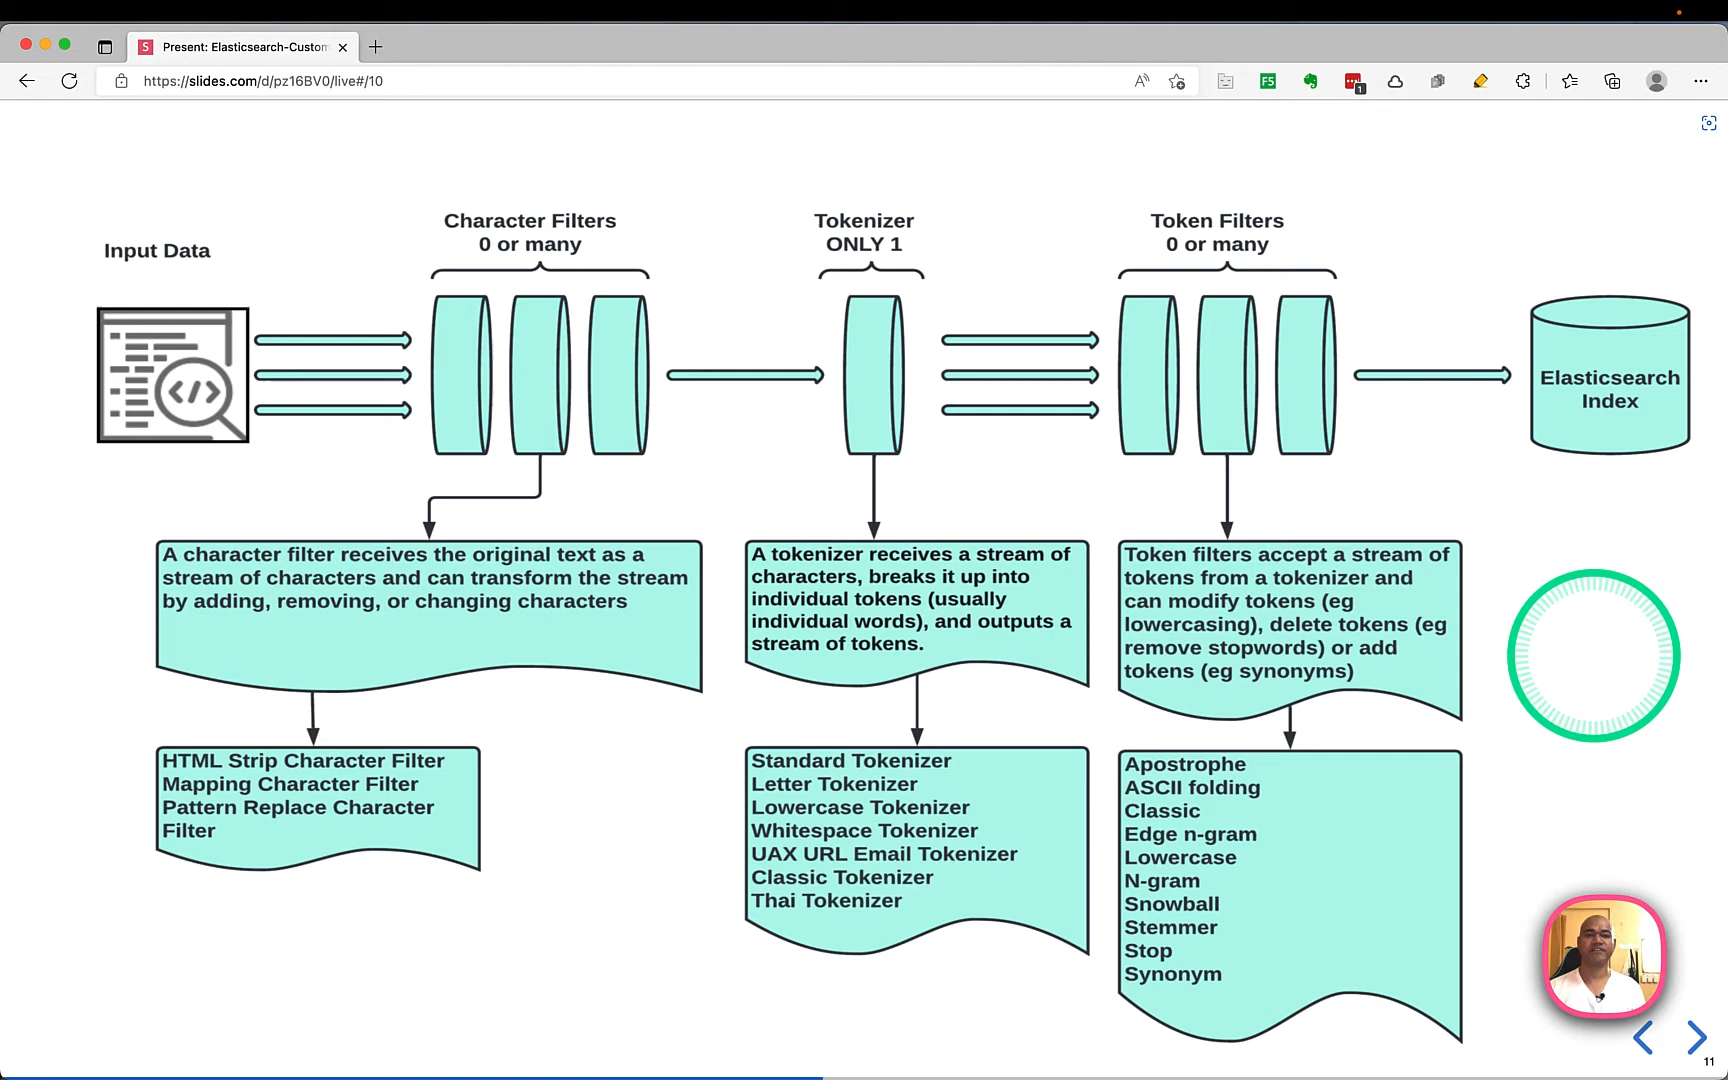 S Present: Elasticsearch-Custom
https://slides.com/d/pz16BV0/live#/10
F5
1
Input Data
Character Filters
0 or many
Tokenizer
ONLY 1
Token Filters
0 or many
Elasticsearch
Index
A character filter receives the original text as a
stream of characters and can transform the stream
by adding, removing, or changing characters
A tokenizer receives a stream of
characters, breaks it up into
individual tokens (usually
individual words), and outputs a
stream of tokens.
Token filters accept a stream of
tokens from a tokenizer and
can modify tokens (eg
lowercasing), delete tokens (eg
remove stopwords) or add
tokens (eg synonyms)
HTML Strip Character Filter
Mapping Character Filter
Pattern Replace Character
Filter
Standard Tokenizer
Letter Tokenizer
Lowercase Tokenizer
Whitespace Tokenizer
UAX URL Email Tokenizer
Classic Tokenizer
Thai Tokenizer
Apostrophe
ASCII folding
Classic
Edge n-gram
Lowercase
N-gram
Snowball
Stemmer
Stop
Synonym
11